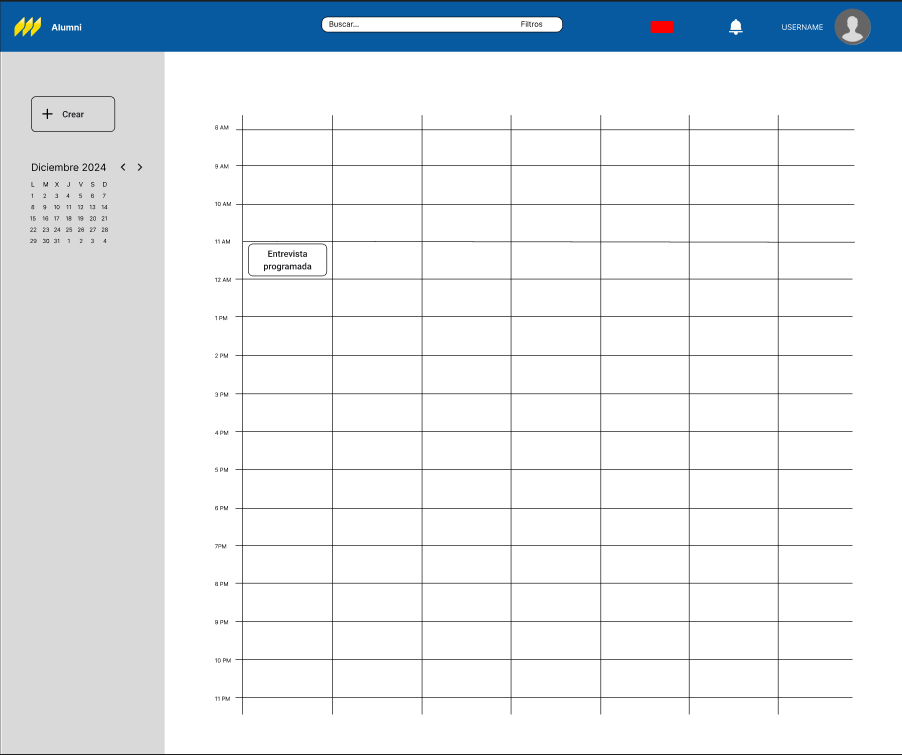 Alumni
Buscar...
Filtros
USERNAME
Crear
Diciembre 2024
L M X J V S D
1 2 3 4 5 6 7
8 9 10 11 12 13 14
15 16 17 18 19 20 21
22 23 24 25 26 27 28
29 30 31 1 2 3 4
8 AM
9 AM
10 AM
11 AM
Entrevista
programada
12 AM
1 PM
2 PM
3 PM
4 PM
5 PM
6 PM
7PM
8 PM
9 PM
10 PM
11 PM